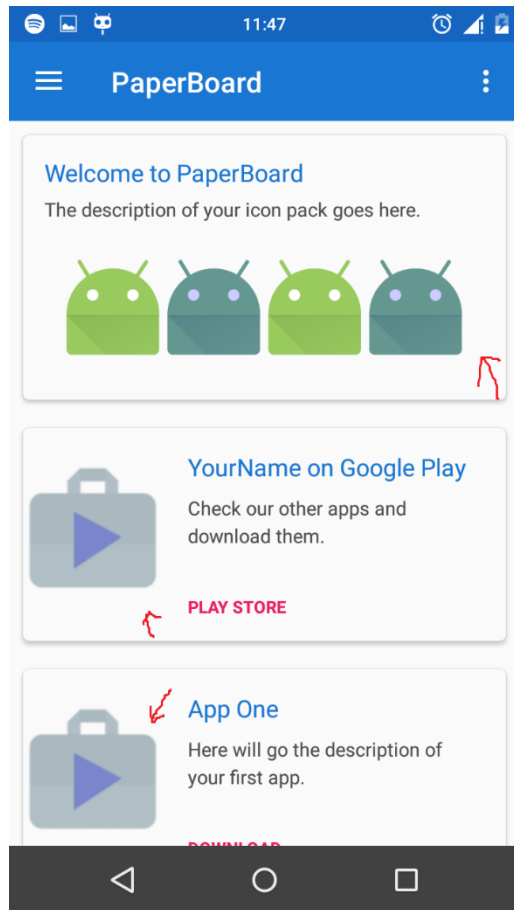 11:47
PaperBoard
Welcome to PaperBoard
The description of your icon pack goes here.
YourName on Google Play
Check our other apps and
download them.
PLAY STORE
App One
Here will go the description of
your first app.
DOWNLOAD